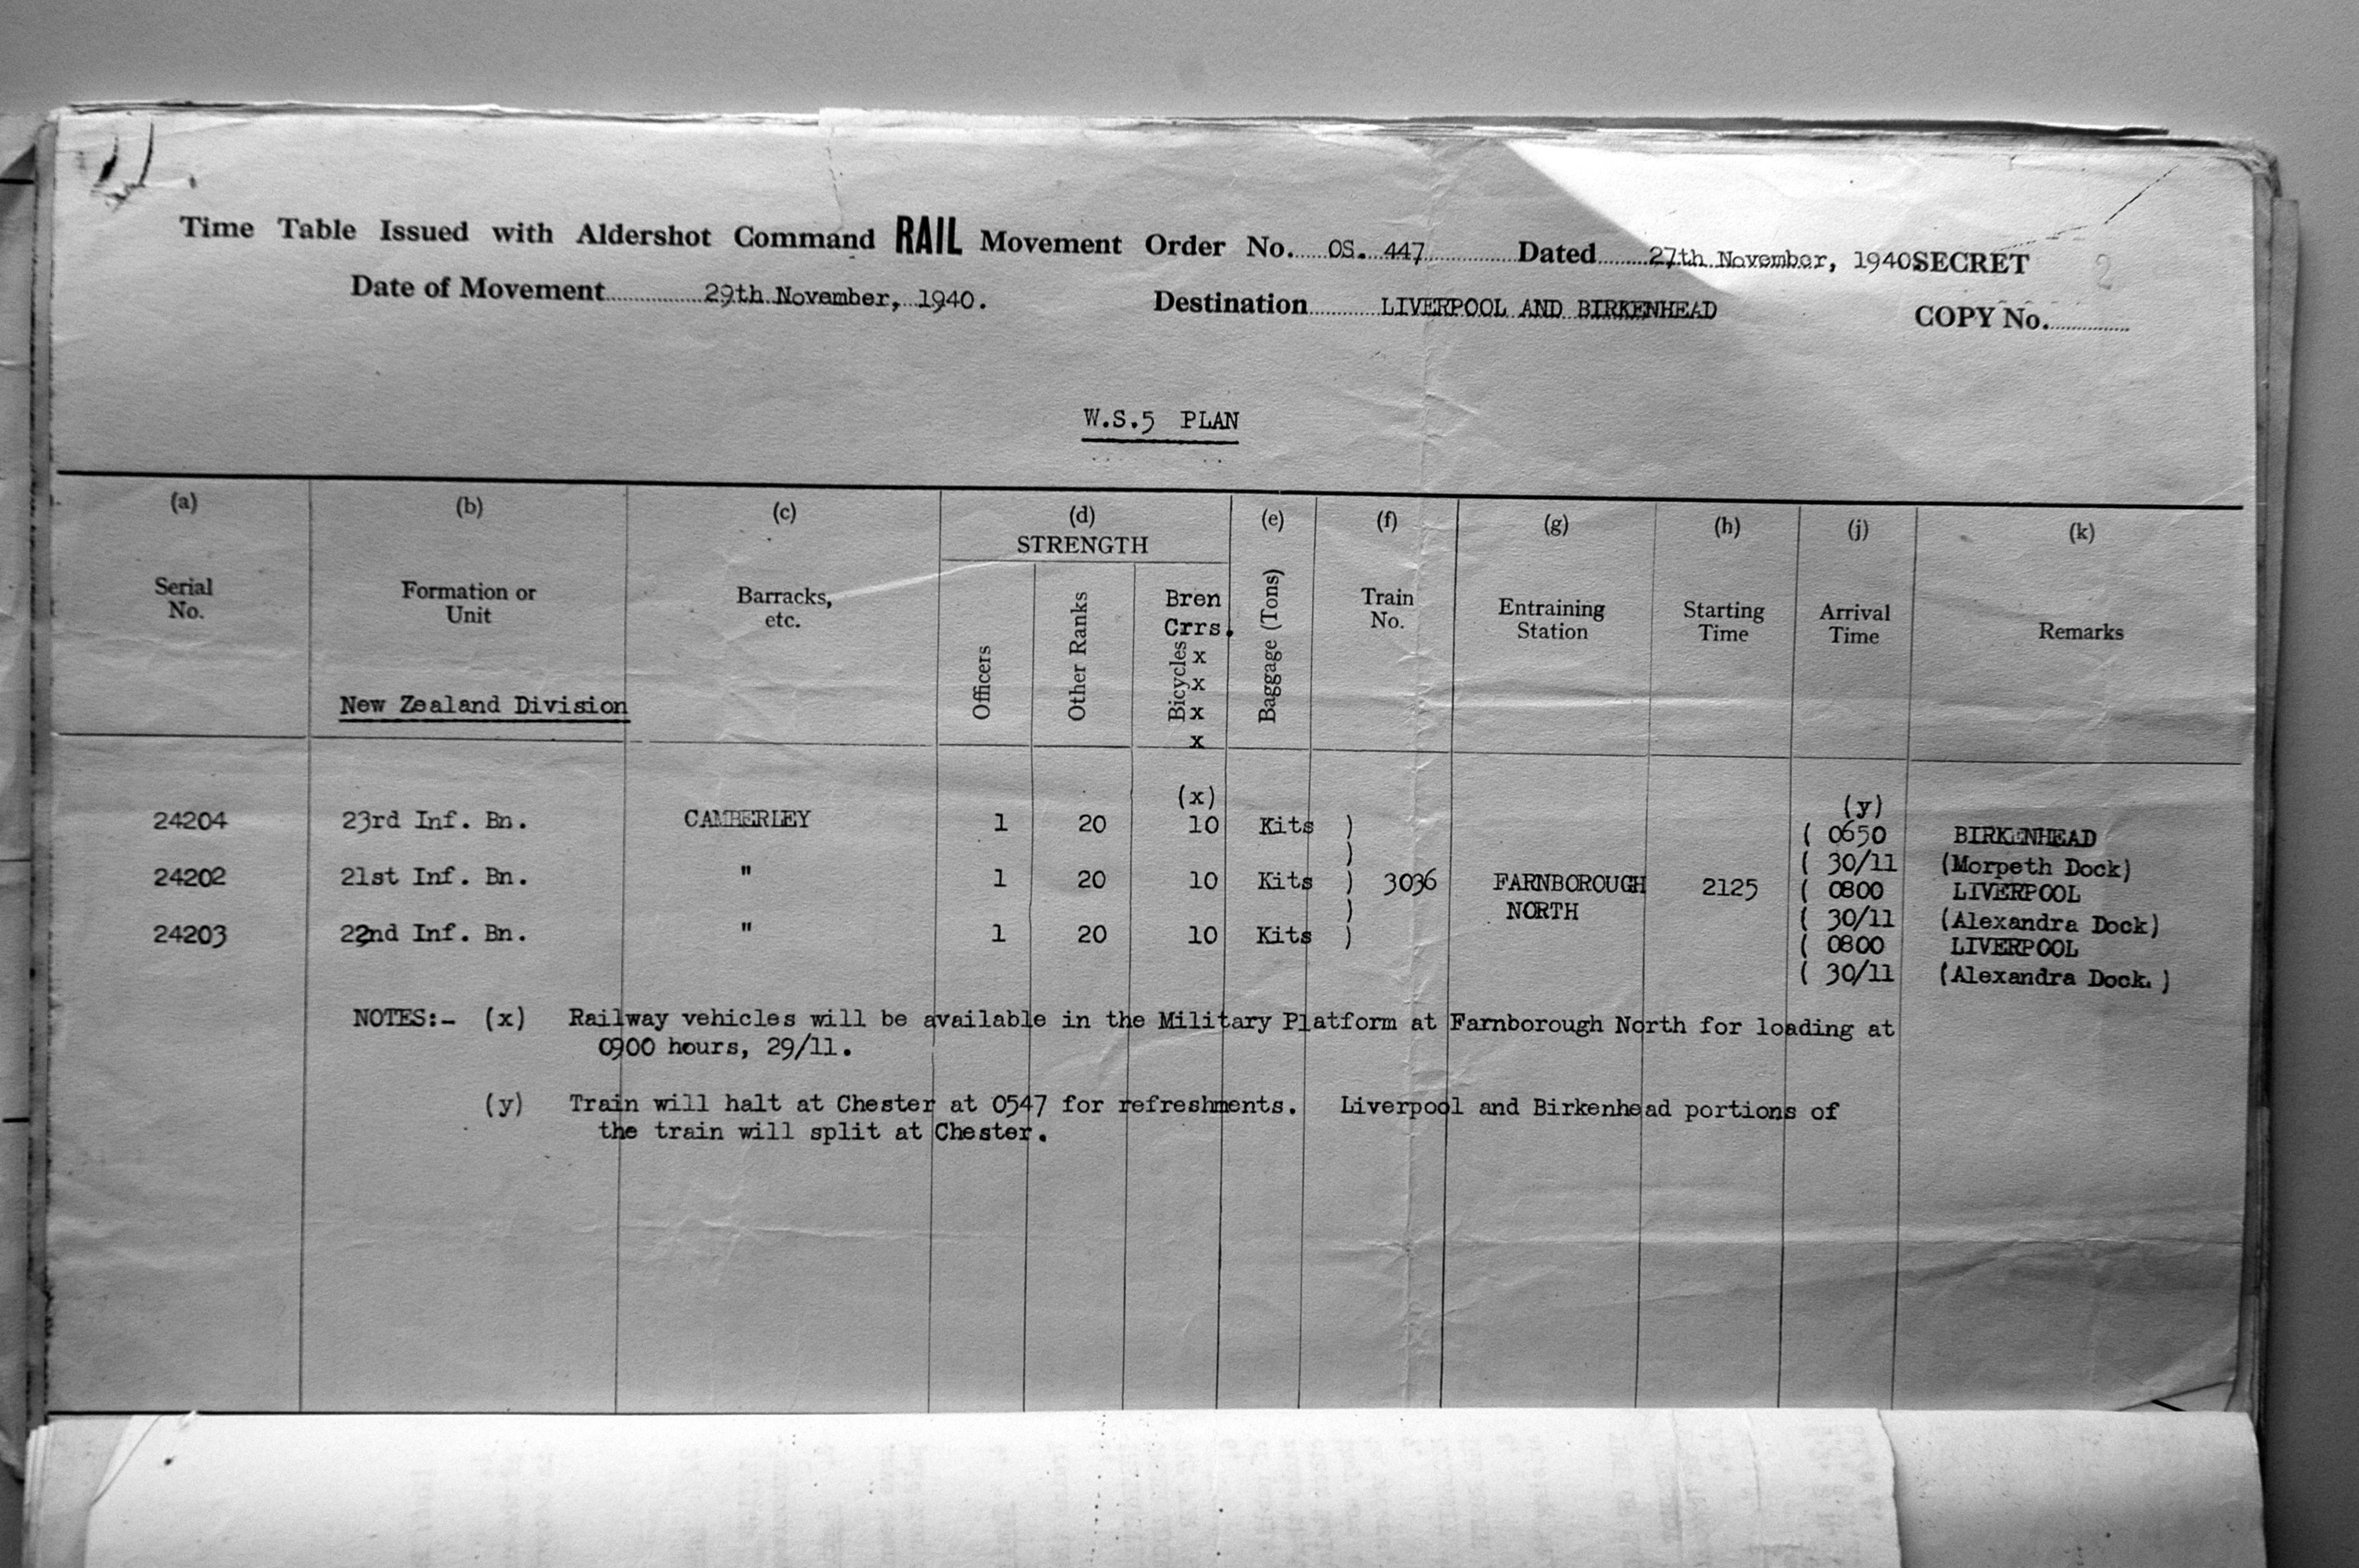 Time Table Issued with Aldershot Command RAIL Movement Order No. OS. 447 Dated 27th November, 1940. SECRET
Date of Movement 29th November, 1940. Destination LIVERPOOL AND BIRKENHEAD COPY No. 2
W.S.5 PLAN
(a) (b) (c) (d) (e) (f) (g) (h) (j) (k)
STRENGTH
Serial No. Formation or Unit Barracks, etc. Officers Other Ranks Bicycles Bren Crrs. Baggage (Tons) Train No. Entraining Station Starting Time Arrival Time Remarks
x
x
x
x
New Zealand Division
(x) (y)
24204 23rd Inf. Bn. CAMBERLEY 1 20 10 Kits ) ( 0650 BIRKENHEAD
) ( 30/11 (Morpeth Dock)
24202 21st Inf. Bn. " 1 20 10 Kits ) 3036 FARNBOROUGH 2125 ( 0800 LIVERPOOL
) NORTH ( 30/11 (Alexandra Dock)
24203 22nd Inf. Bn. " 1 20 10 Kits ) ( 0800 LIVERPOOL
( 30/11 (Alexandra Dock.)
NOTES:- (x) Railway vehicles will be available in the Military Platform at Farnborough North for loading at
0900 hours, 29/11.
(y) Train will halt at Chester at 0547 for refreshments. Liverpool and Birkenhead portions of
the train will split at Chester.